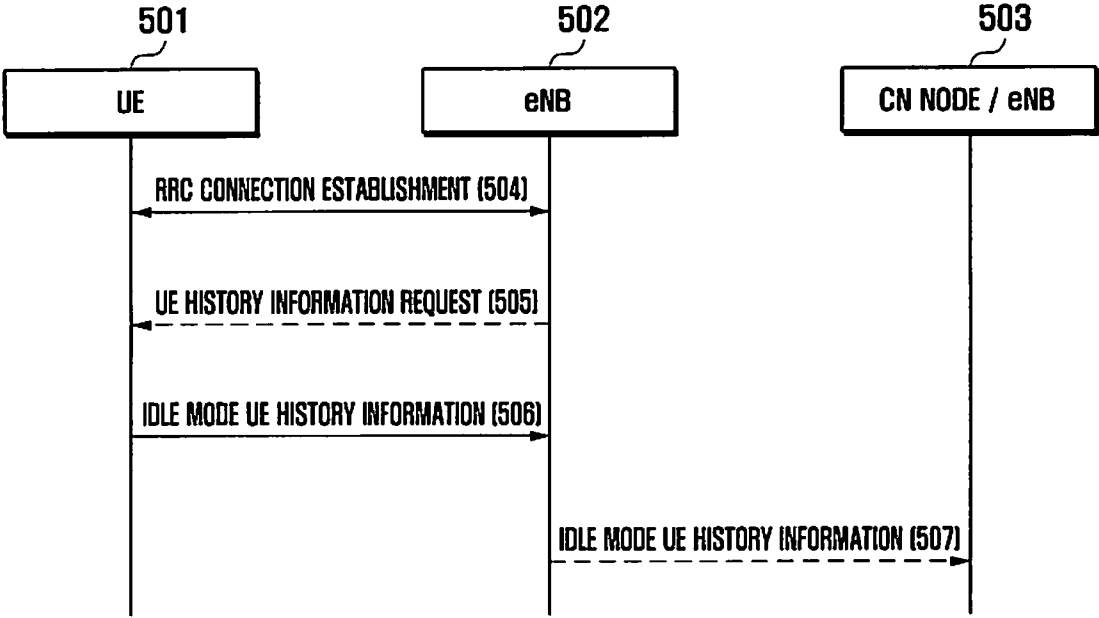 501
502
503
UE
eNB
CN NODE / eNB
RRC CONNECTION ESTABLISHMENT (504)
UE HISTORY INFORMATION REQUEST (505)
IDLE MODE UE HISTORY INFORMATION (506)
IDLE MODE UE HISTORY INFORMATION (507)